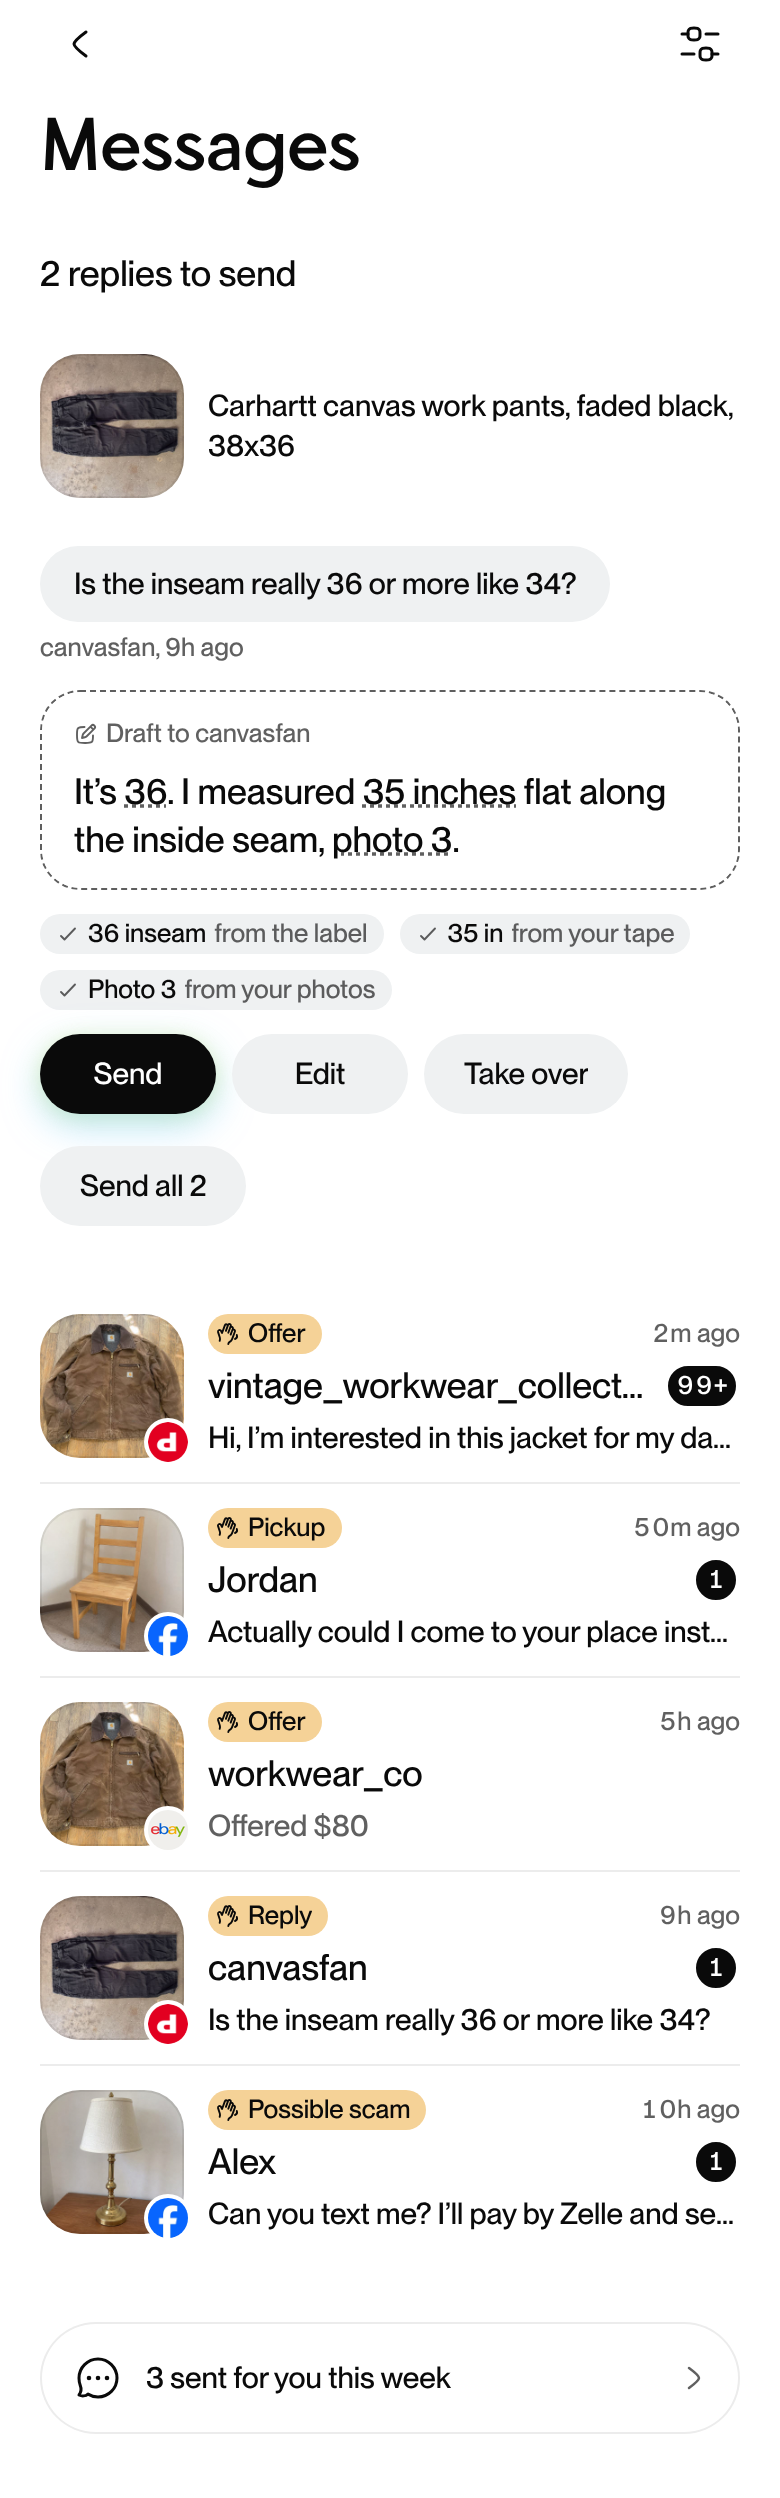 Messages
2 replies to send
Carhartt canvas work pants, faded black,
38x36
Is the inseam really 36 or more like 34?
canvasfan, 9h ago
Draft to canvasfan
It’s 36. I measured 35 inches flat along
the inside seam, photo 3.
36 inseam from the label
35 in from your tape
Photo 3 from your photos
Send
Edit
Take over
Send all 2
Offer
2m ago
vintage_workwear_collect...
99+
Hi, I’m interested in this jacket for my da...
Pickup
50m ago
Jordan
1
Actually could I come to your place inst...
Offer
5h ago
workwear_co
Offered $80
ebay
Reply
9h ago
canvasfan
1
Is the inseam really 36 or more like 34?
Possible scam
10h ago
Alex
1
Can you text me? I’ll pay by Zelle and se...
3 sent for you this week